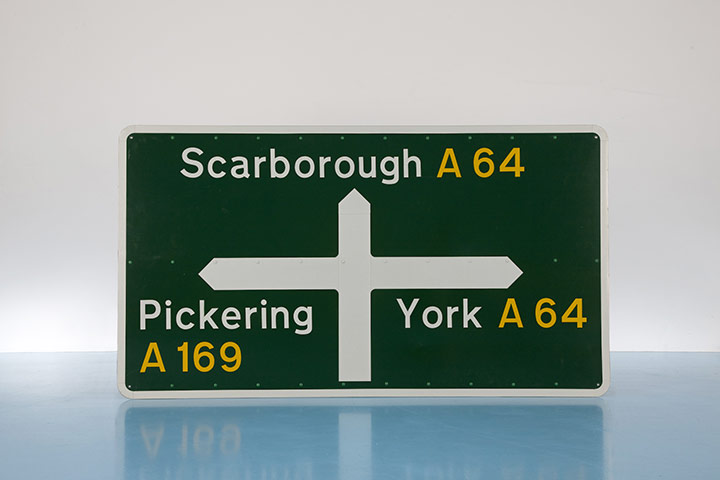 Scarborough A 64
Pickering
A 169
York A 64